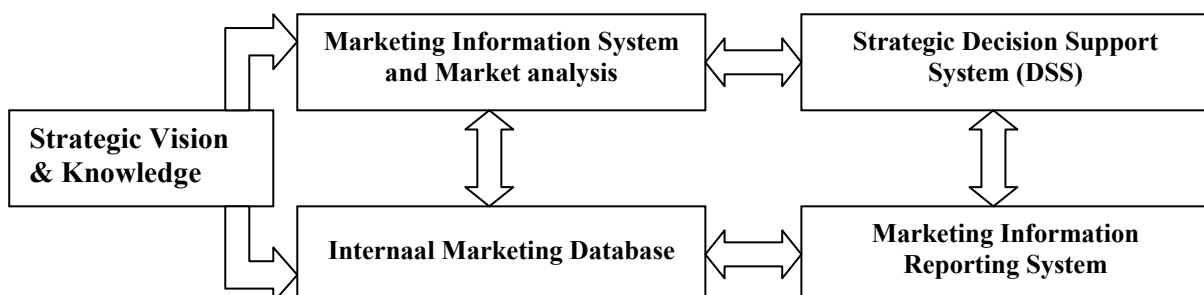 Marketing Information System
and Market analysis
Strategic Decision Support
System (DSS)
Strategic Vision
& Knowledge
Internaal Marketing Database
Marketing Information
Reporting System